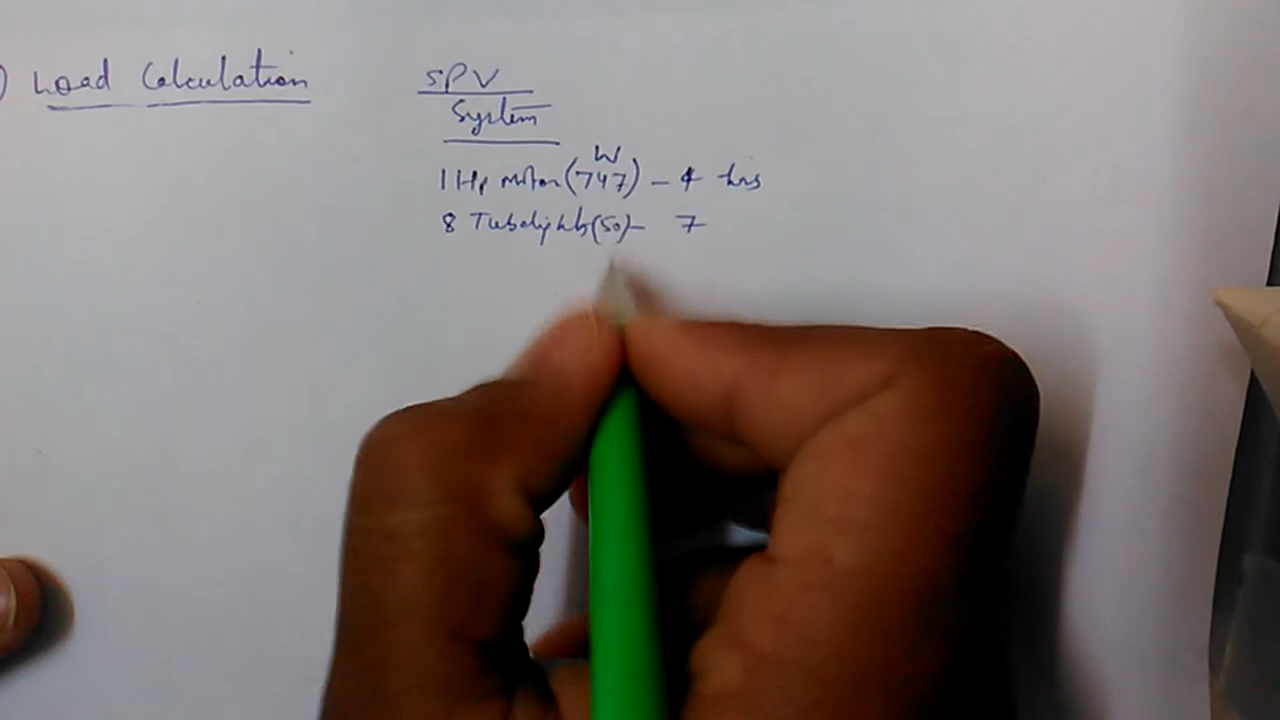 ) Load Calculation
SPV
System
1 Hp Motor (747) - 4 hrs
W
8 Tubelights (50) - 7